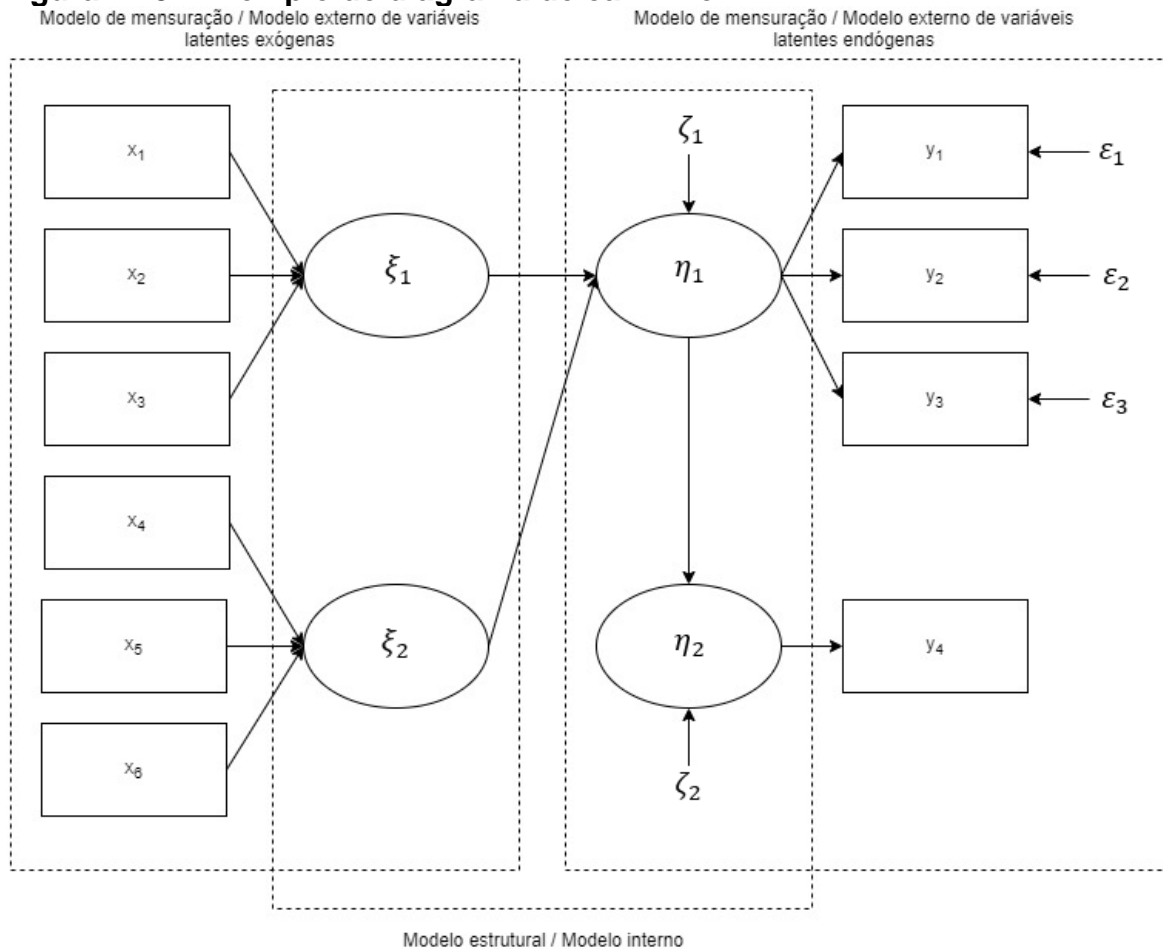 Modelo de mensuração / Modelo externo de variáveis
latentes exógenas
Modelo de mensuração / Modelo externo de variáveis
latentes endógenas
x₁
x₂
x₃
x₄
x₅
x₆
ξ₁
ξ₂
ζ₁
η₁
η₂
ζ₂
y₁
y₂
y₃
y₄
ε₁
ε₂
ε₃
Modelo estrutural / Modelo interno